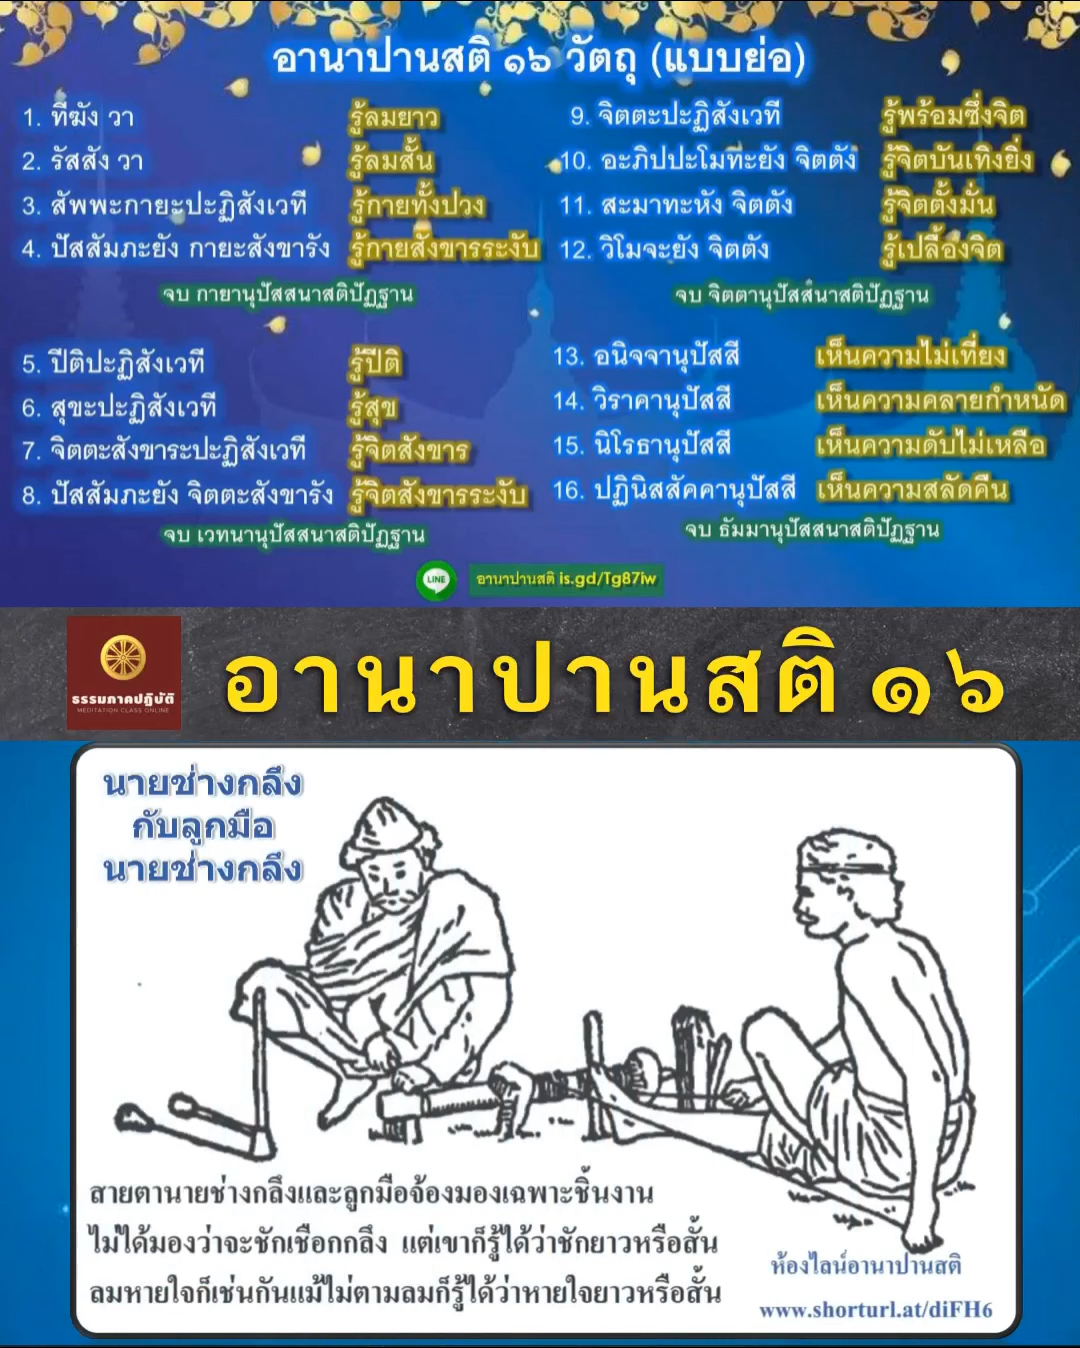 อานาปานสติ ๑๖ วัตถุ (แบบย่อ)
1. ทีฆัง วา รู้ลมยาว
2. รัสสัง วา รู้ลมสั้น
3. สัพพะกายะปะฏิสังเวที รู้กายทั้งปวง
4. ปัสสัมภะยัง กายะสังขารัง รู้กายสังขารระงับ
จบ กายานุปัสสนาสติปัฏฐาน
5. ปีติปะฏิสังเวที รู้ปีติ
6. สุขะปะฏิสังเวที รู้สุข
7. จิตตะสังขาระปะฏิสังเวที รู้จิตสังขาร
8. ปัสสัมภะยัง จิตตะสังขารัง รู้จิตสังขารระงับ
จบ เวทนานุปัสสนาสติปัฏฐาน
9. จิตตะปะฏิสังเวที รู้พร้อมซึ่งจิต
10. อะภิปปะโมทะยัง จิตตัง รู้จิตบันเทิงยิ่ง
11. สะมาทะหัง จิตตัง รู้จิตตั้งมั่น
12. วิโมจะยัง จิตตัง รู้เปลื้องจิต
จบ จิตตานุปัสสนาสติปัฏฐาน
13. อนิจจานุปัสสี เห็นความไม่เที่ยง
14. วิราคานุปัสสี เห็นความคลายกำหนัด
15. นิโรธานุปัสสี เห็นความดับไม่เหลือ
16. ปฏินิสสัคคานุปัสสี เห็นความสลัดคืน
จบ ธัมมานุปัสสนาสติปัฏฐาน
LINE อานาปานสติ is.gd/Tg87iw
ธรรมภาคปฏิบัติ
MEDITATION CLASS ONLINE
อานาปานสติ ๑๖
นายช่างกลึง
กับลูกมือ
นายช่างกลึง
สายตานายช่างกลึงและลูกมือจ้องมองเฉพาะชิ้นงาน
ไม่ได้มองว่าจะชักเชือกกลึง แต่เขาก็รู้ได้ว่าชักยาวหรือสั้น
ลมหายใจก็เช่นกันแม้ไม่ตามลมก็รู้ได้ว่าหายใจยาวหรือสั้น
ห้องไลน์อานาปานสติ
www.shorturl.at/diFH6